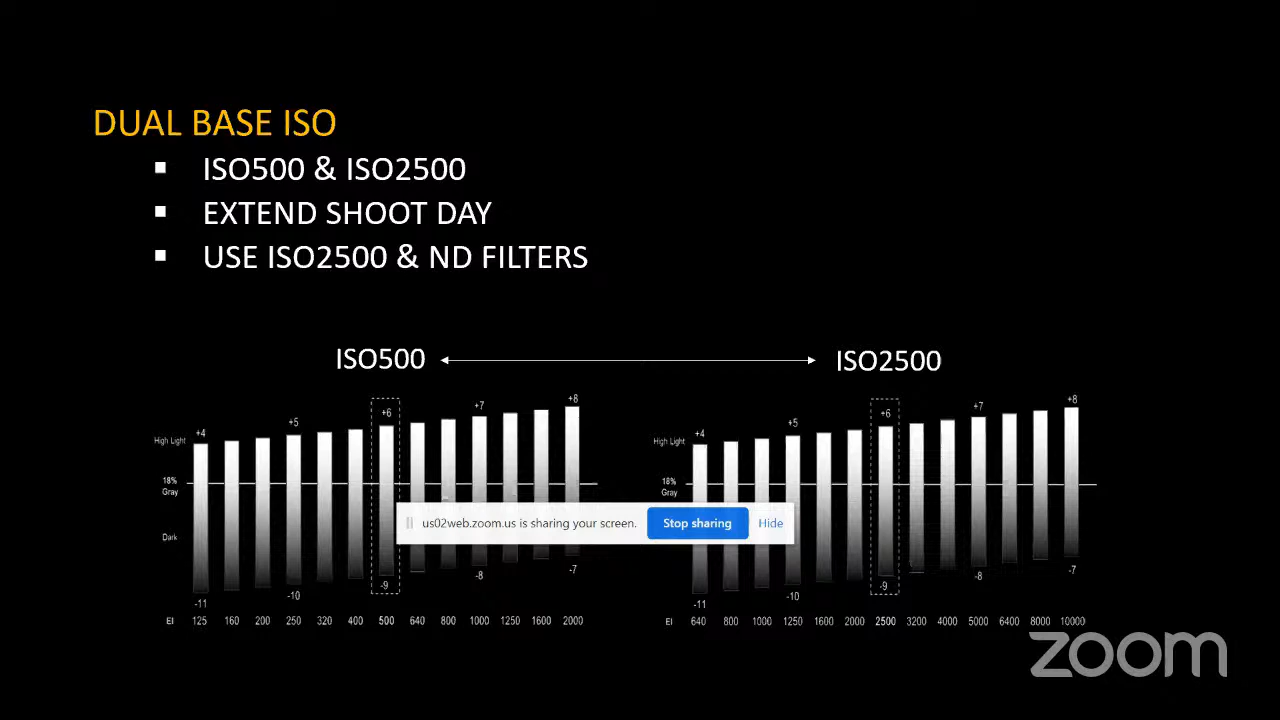 DUAL BASE ISO
▪ ISO500 & ISO2500
▪ EXTEND SHOOT DAY
▪ USE ISO2500 & ND FILTERS
ISO500 ISO2500
+4 +5 +6 +7 +8
High Light
18%
Gray
Dark
-11 -10 -9 -8 -7
EI 125 160 200 250 320 400 500 640 800 1000 1250 1600 2000
+4 +5 +6 +7 +8
High Light
18%
Gray
-11 -10 -9 -8 -7
EI 640 800 1000 1250 1600 2000 2500 3200 4000 5000 6400 8000 10000
us02web.zoom.us is sharing your screen. Stop sharing Hide
zoom